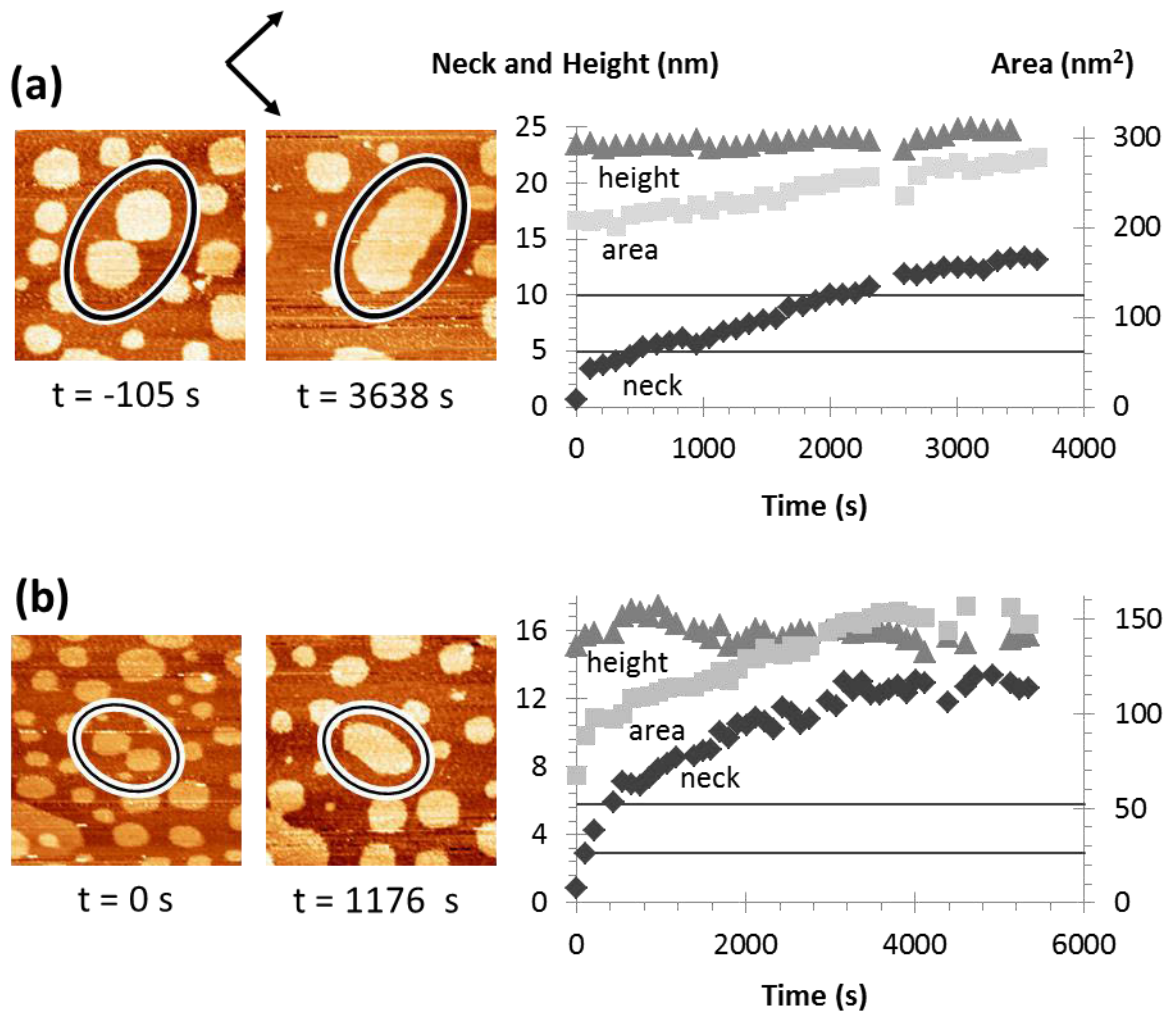 (a)
Neck and Height (nm)
Area (nm²)
t = -105 s
t = 3638 s
25
20
15
10
5
0
height
area
neck
300
200
100
0
0
1000
2000
3000
4000
Time (s)
(b)
t = 0 s
t = 1176 s
16
12
8
4
0
height
area
neck
150
100
50
0
0
2000
4000
6000
Time (s)